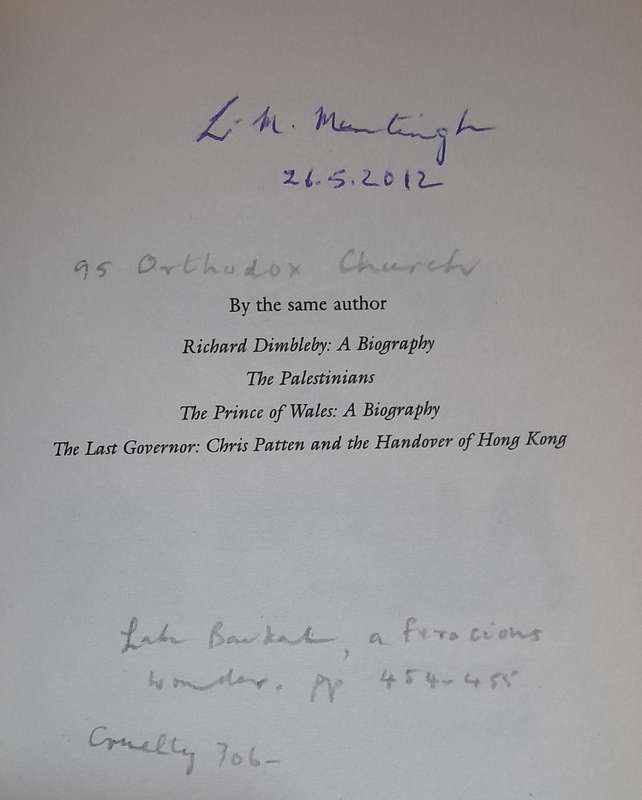 L. M. Muntingh
26.5.2012
95 Orthodox Church
By the same author
Richard Dimbleby: A Biography
The Palestinians
The Prince of Wales: A Biography
The Last Governor: Chris Patten and the Handover of Hong Kong
Lake Baikal, a ferocious
wonder. pp 454-455
Cruelty 706-